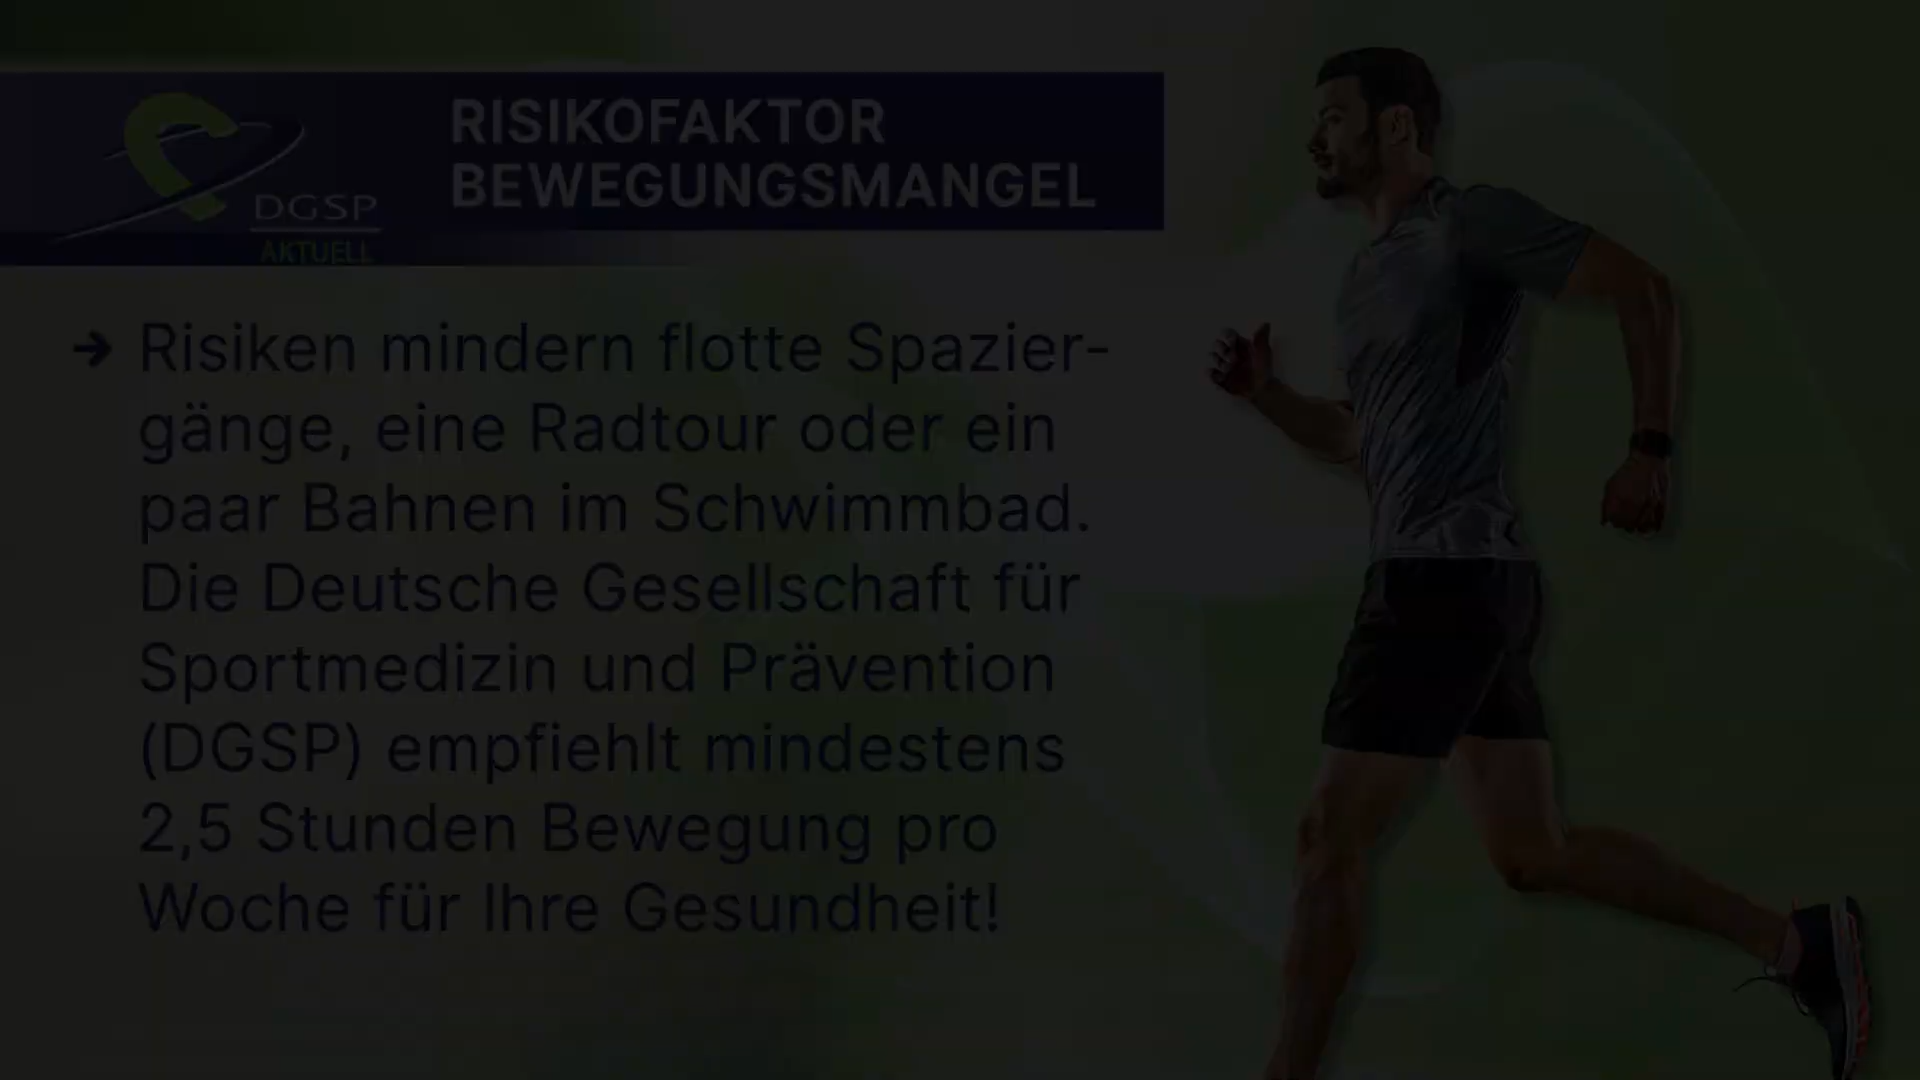 RISIKOFAKTOR
BEWEGUNGSMANGEL
DGSP
AKTUELL
→ Risiken mindern flotte Spazier-
gänge, eine Radtour oder ein
paar Bahnen im Schwimmbad.
Die Deutsche Gesellschaft für
Sportmedizin und Prävention
(DGSP) empfiehlt mindestens
2,5 Stunden Bewegung pro
Woche für Ihre Gesundheit!